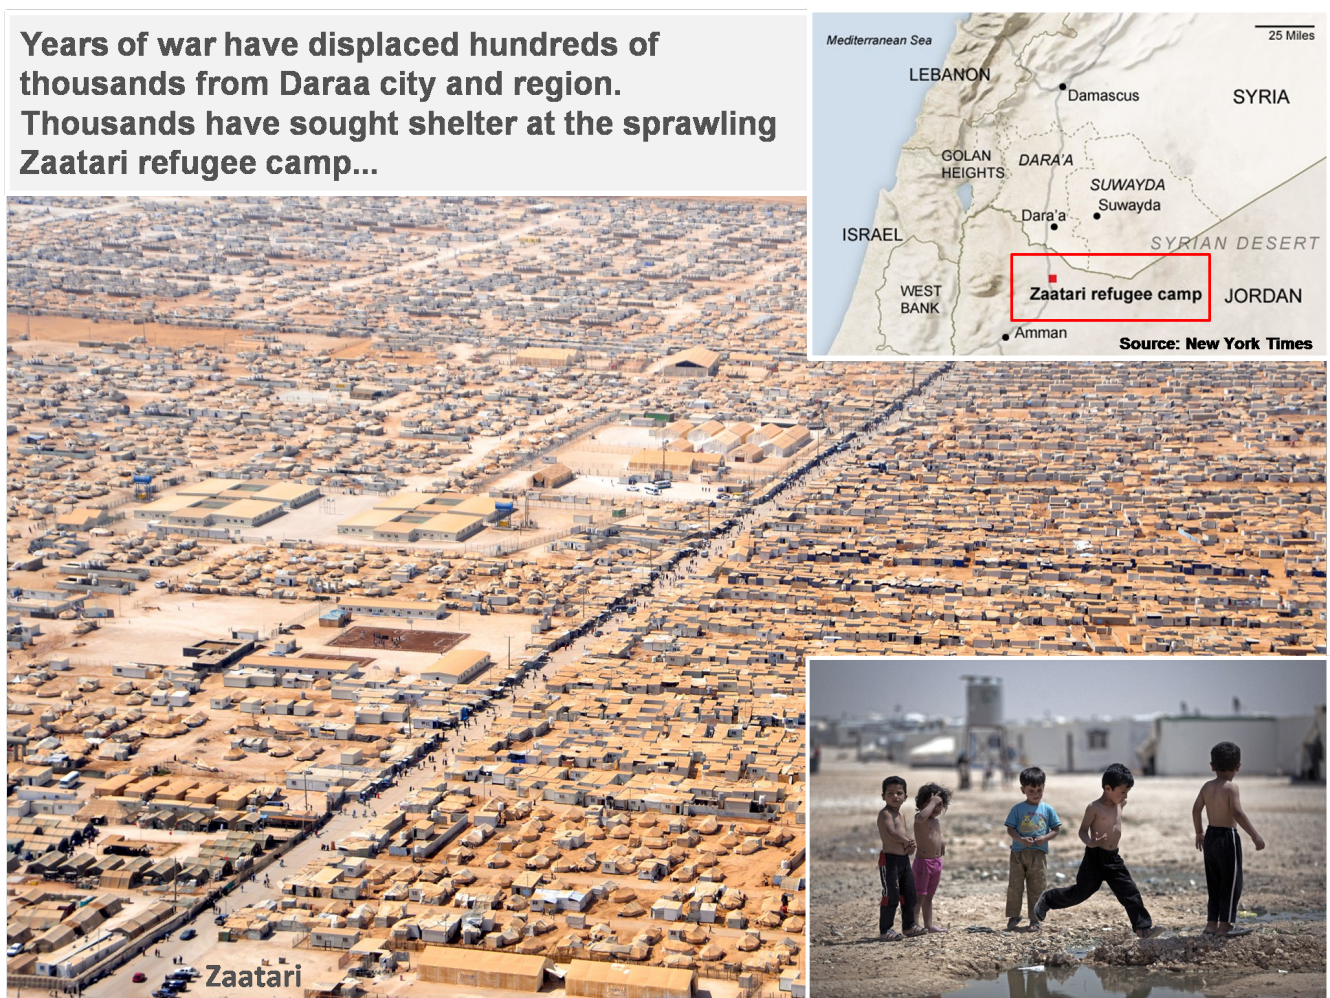 Years of war have displaced hundreds of
thousands from Daraa city and region.
Thousands have sought shelter at the sprawling
Zaatari refugee camp...
Mediterranean Sea
25 Miles
LEBANON
Damascus
SYRIA
GOLAN
HEIGHTS
DARA'A
SUWAYDA
Suwayda
Dara'a
ISRAEL
SYRIAN DESERT
WEST
BANK
Zaatari refugee camp
JORDAN
Amman
Source: New York Times
Zaatari